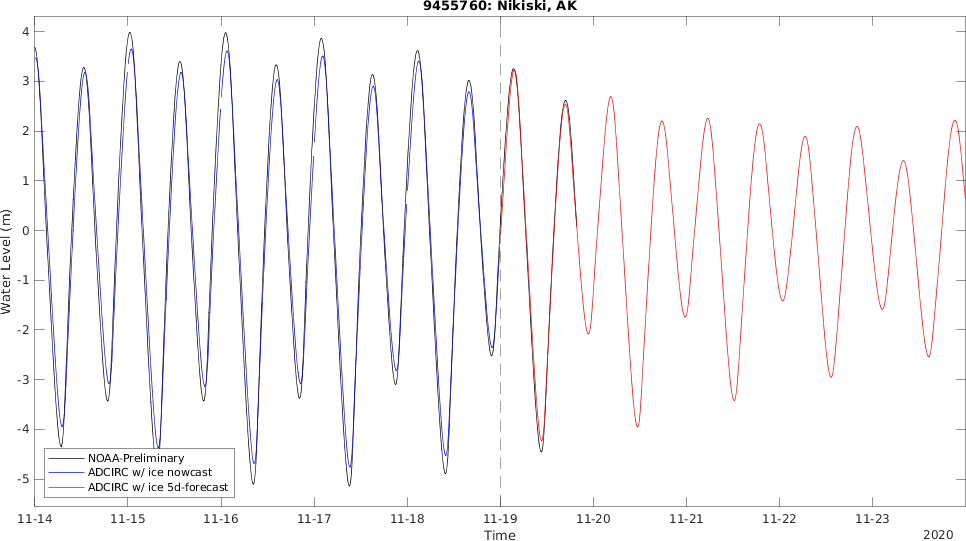 9455760: Nikiski, AK
4
3
2
1
0
-1
-2
-3
-4
-5
Water Level (m)
NOAA-Preliminary
ADCIRC w/ ice nowcast
ADCIRC w/ ice 5d-forecast
11-14 11-15 11-16 11-17 11-18 11-19 11-20 11-21 11-22 11-23
Time
2020